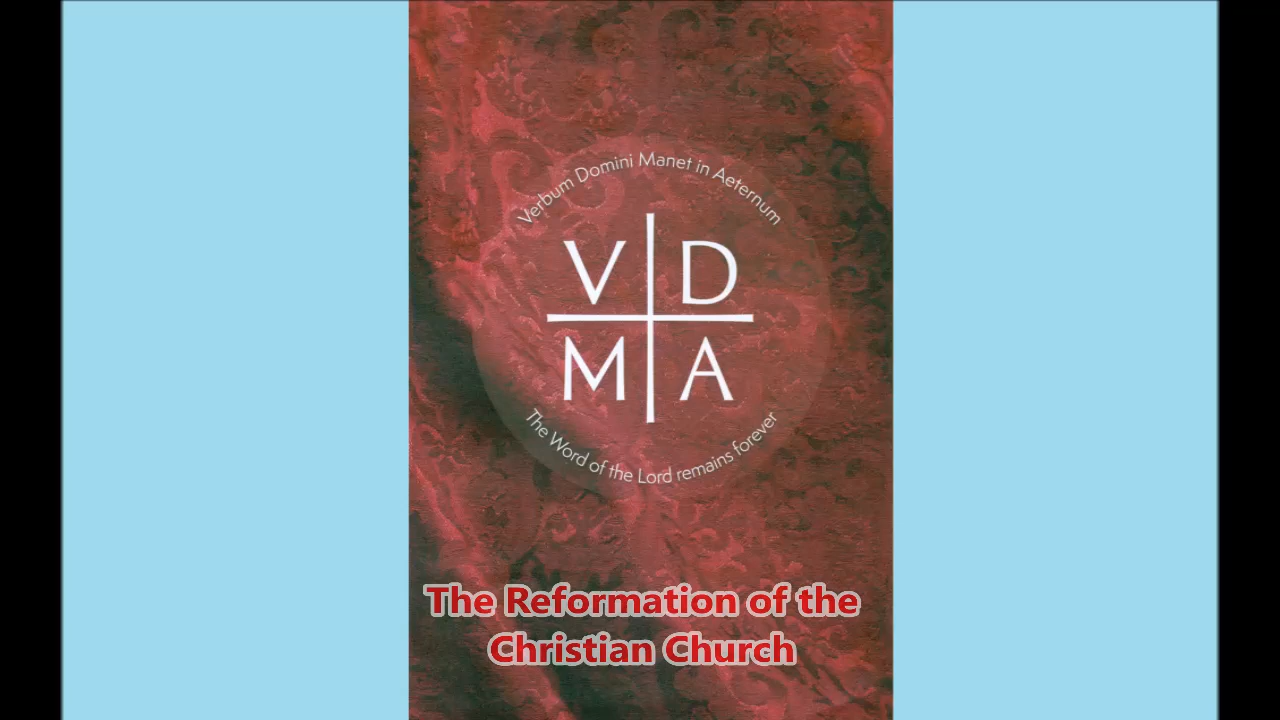 Verbum Domini Manet in Aeternum
V D
M A
The Word of the Lord remains forever
The Reformation of the
Christian Church